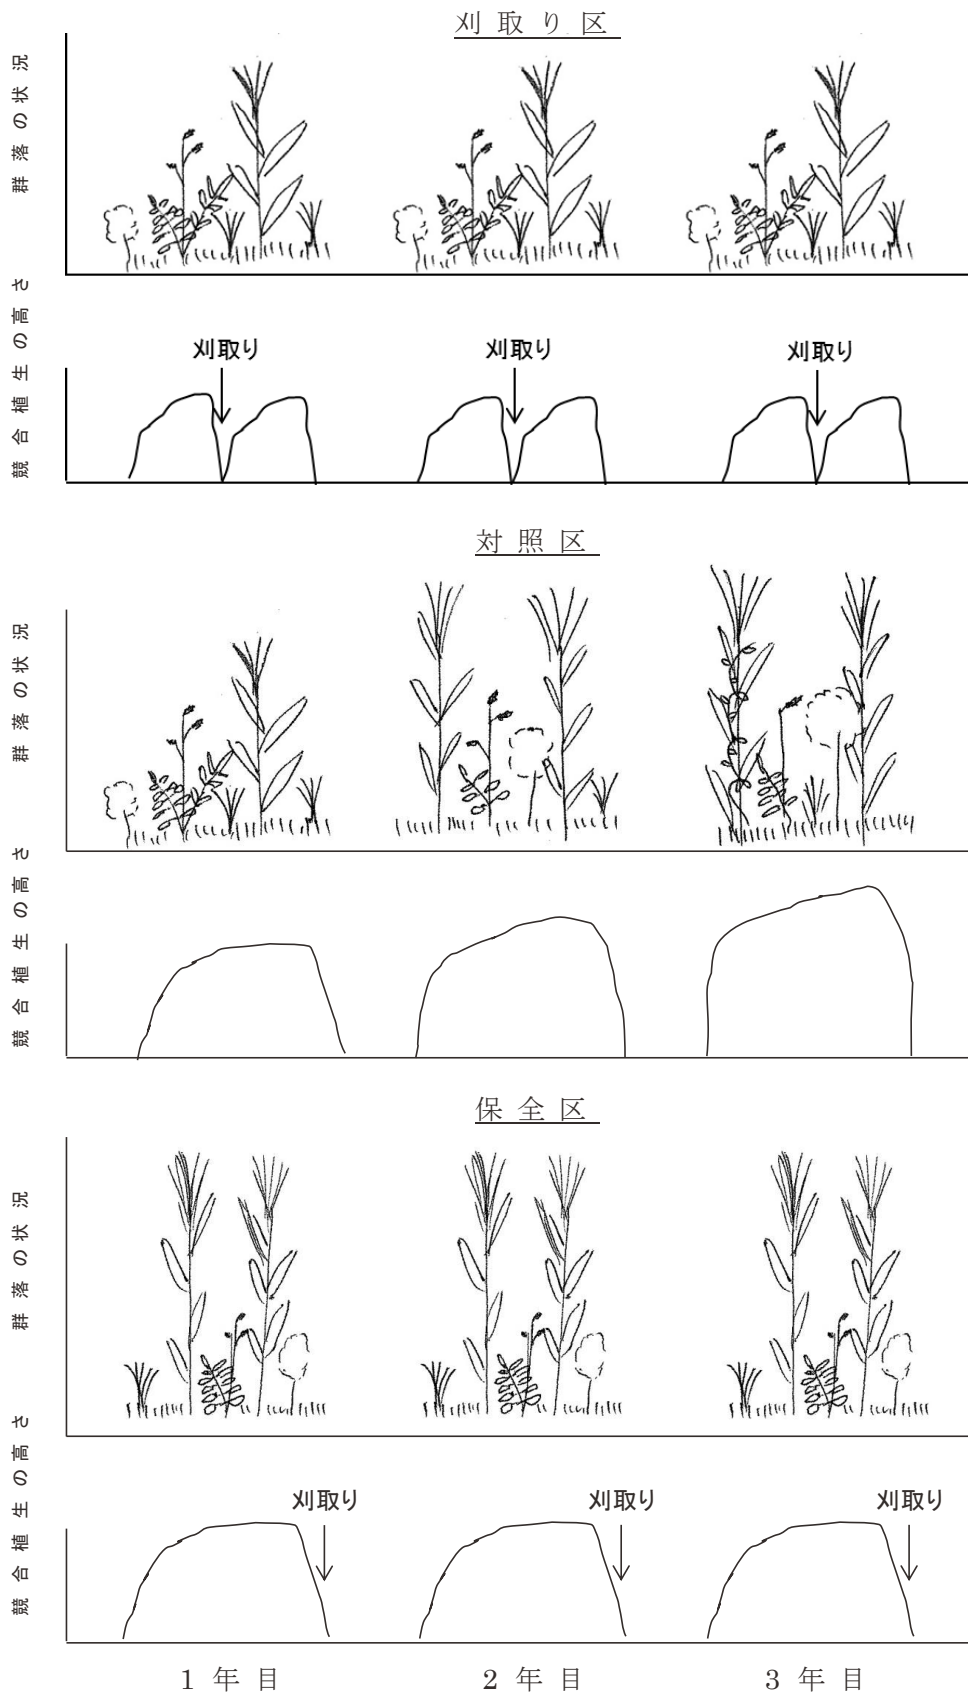 刈取り区
群落の状況
競合植生の高さ
刈取り
刈取り
刈取り
対照区
群落の状況
競合植生の高さ
保全区
群落の状況
競合植生の高さ
刈取り
刈取り
刈取り
1年目
2年目
3年目